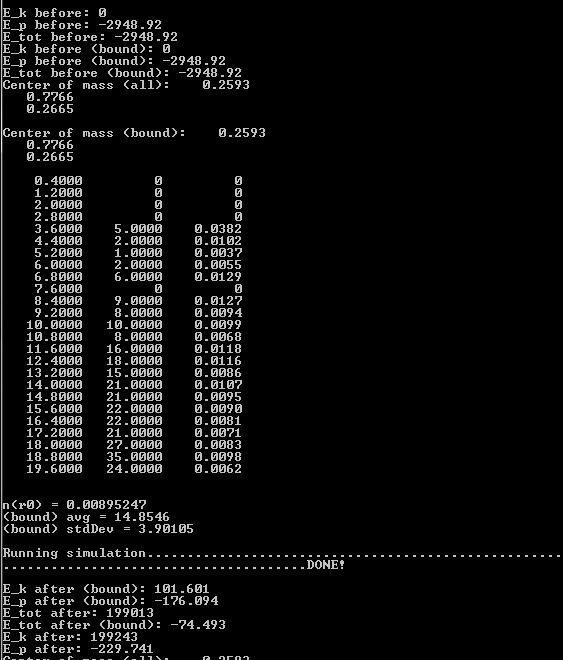 E_k before: 0
E_p before: -2948.92
E_tot before: -2948.92
E_k before (bound): 0
E_p before (bound): -2948.92
E_tot before (bound): -2948.92
Center of mass (all):    0.2593
   0.7766
   0.2665
Center of mass (bound):    0.2593
   0.7766
   0.2665
0.4000 0 0
1.2000 0 0
2.0000 0 0
2.8000 0 0
3.6000 5.0000 0.0382
4.4000 2.0000 0.0102
5.2000 1.0000 0.0037
6.0000 2.0000 0.0055
6.8000 6.0000 0.0129
7.6000 0 0
8.4000 9.0000 0.0127
9.2000 8.0000 0.0094
10.0000 10.0000 0.0099
10.8000 8.0000 0.0068
11.6000 16.0000 0.0118
12.4000 18.0000 0.0116
13.2000 15.0000 0.0086
14.0000 21.0000 0.0107
14.8000 21.0000 0.0095
15.6000 22.0000 0.0090
16.4000 22.0000 0.0081
17.2000 21.0000 0.0071
18.0000 27.0000 0.0083
18.8000 35.0000 0.0098
19.6000 24.0000 0.0062
n(r0) = 0.00895247
(bound) avg = 14.8546
(bound) stdDev = 3.90105
Running simulation...................................................
.....................................DONE!
E_k after (bound): 101.601
E_p after (bound): -176.094
E_tot after: 199013
E_tot after (bound): -74.493
E_k after: 199243
E_p after: -229.741
Center of mass (all):    0.2593